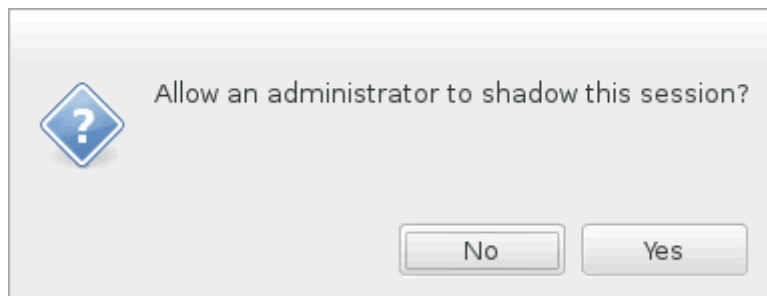 Allow an administrator to shadow this session?
No
Yes